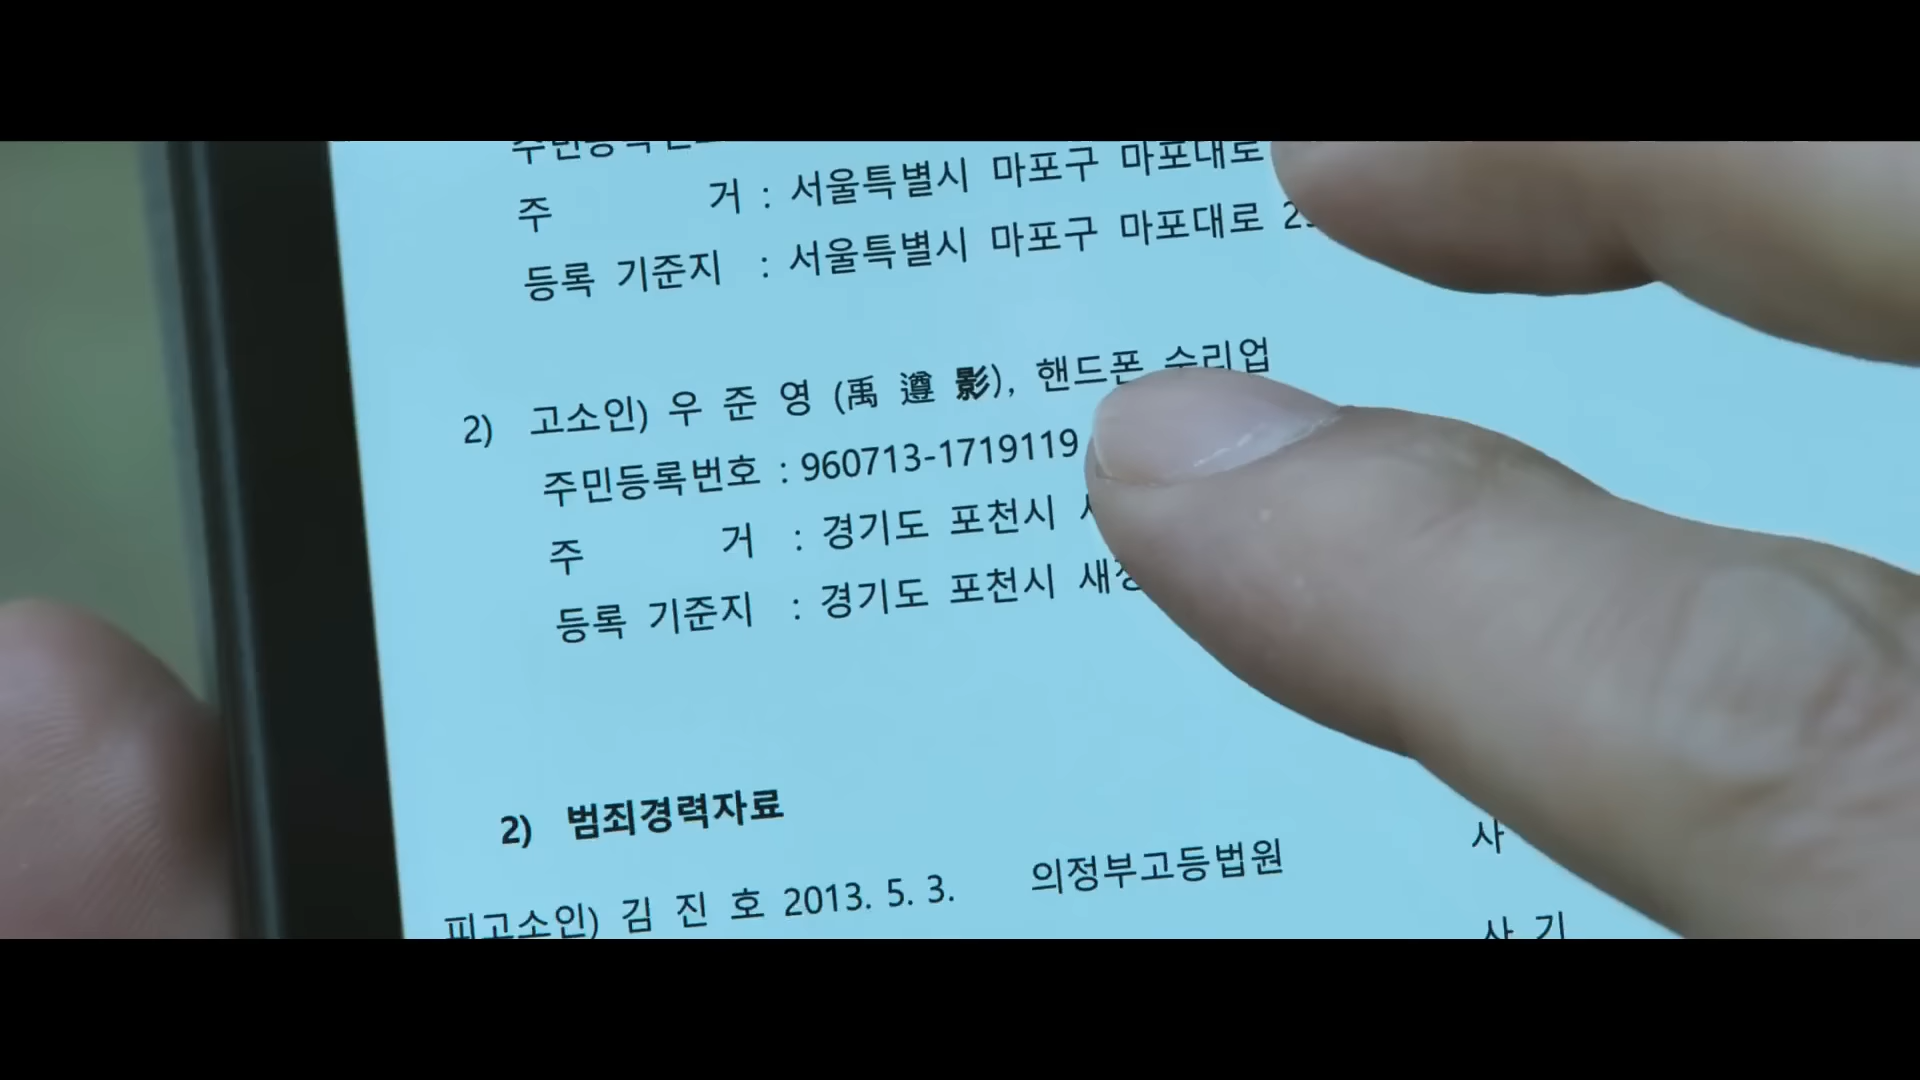 주 거 : 서울특별시 마포구 마포대로
등록 기준지 : 서울특별시 마포구 마포대로
2) 고소인) 우 준 영 (禹 遵 影), 핸드폰 수리업
주민등록번호 : 960713-1719119
주 거 : 경기도 포천시
등록 기준지 : 경기도 포천시
2) 범죄경력자료
피고소인) 김 진 호 2013. 5. 3. 의정부고등법원 사
사 기